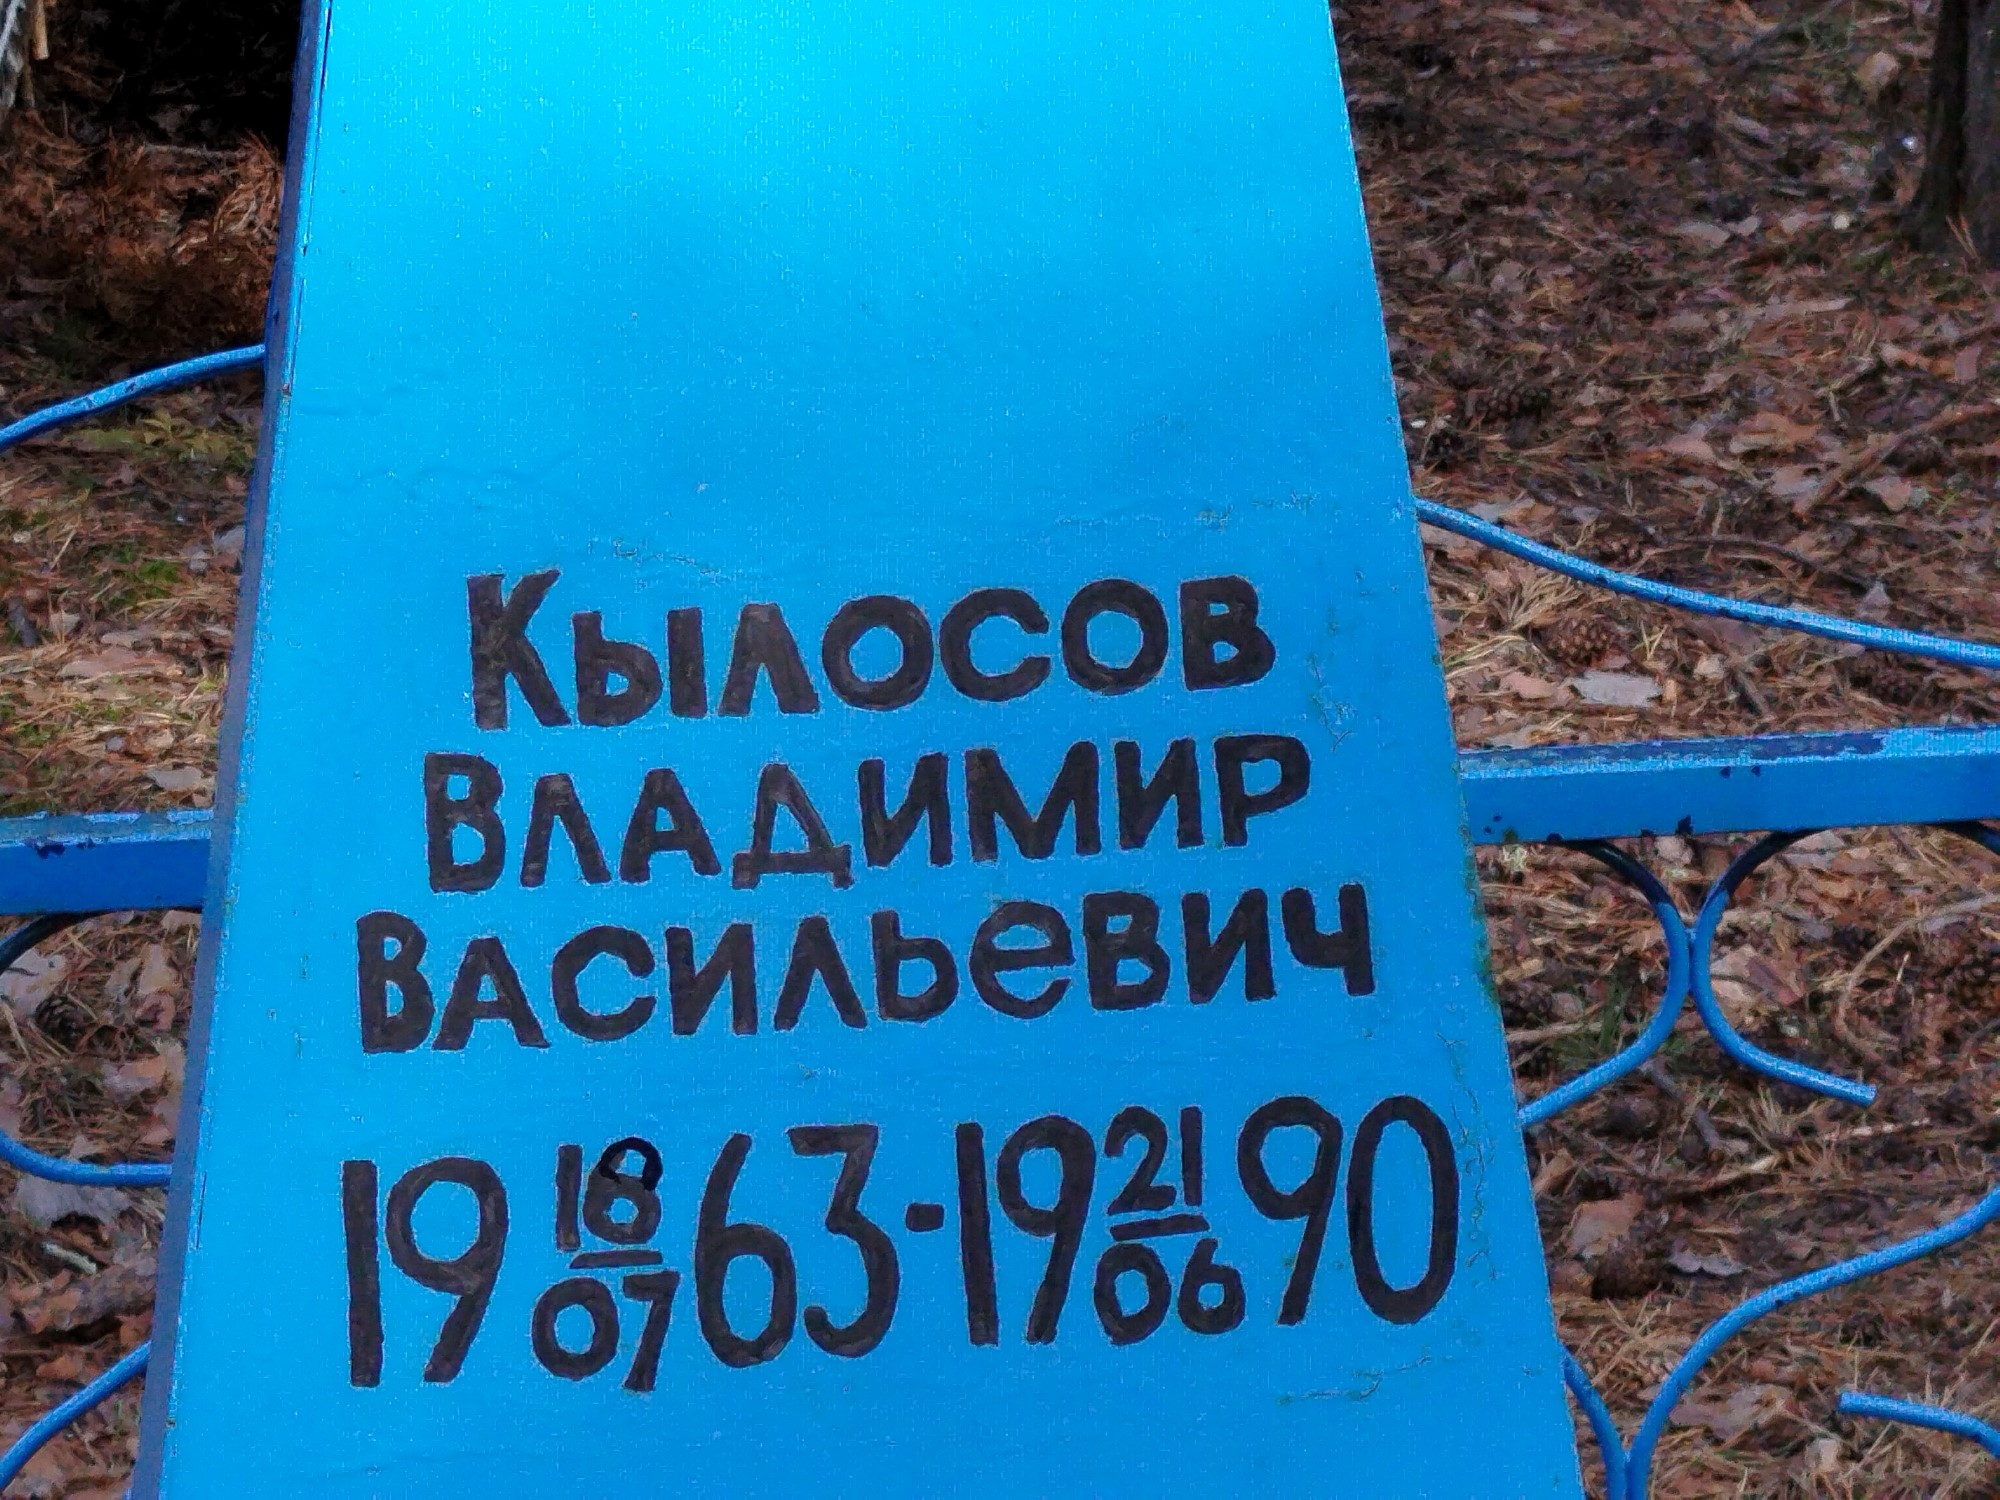 Кылосов
Владимир
Васильевич
19 18/07 63-19 21/06 90